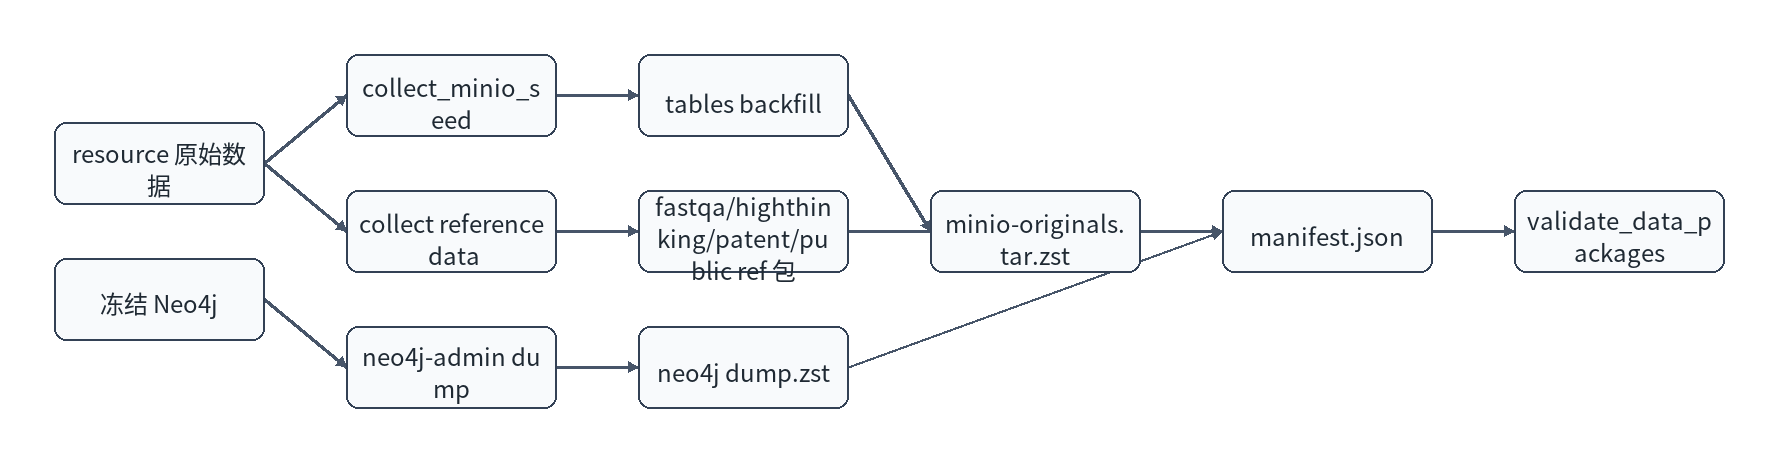 resource 原始数
据
冻结 Neo4j
collect_minio_s
eed
collect reference
data
neo4j-admin du
mp
tables backfill
fastqa/highthin
king/patent/pu
blic ref 包
neo4j dump.zst
minio-originals.
tar.zst
manifest.json
validate_data_p
ackages